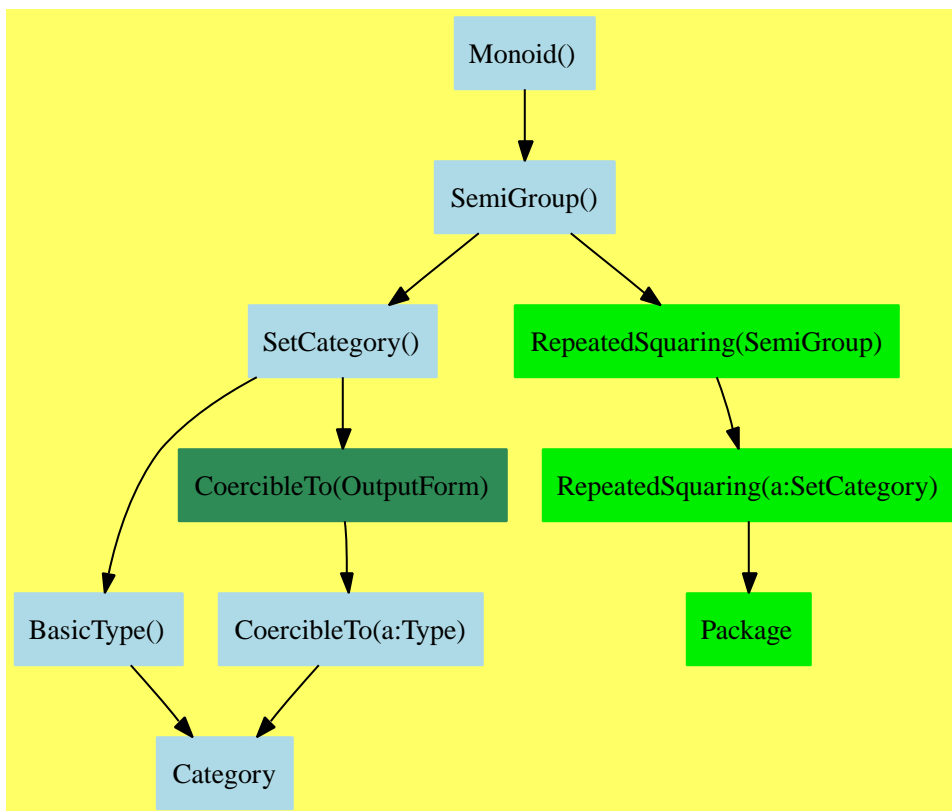 Monoid()
SemiGroup()
SetCategory()
RepeatedSquaring(SemiGroup)
CoercibleTo(OutputForm)
RepeatedSquaring(a:SetCategory)
BasicType()
CoercibleTo(a:Type)
Package
Category